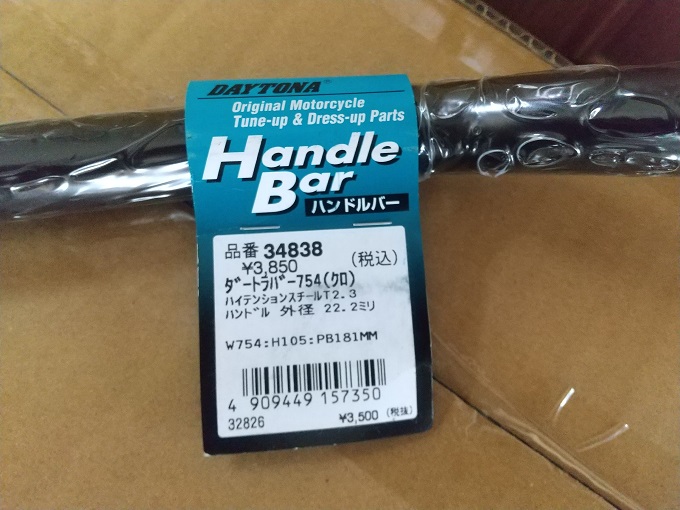 DAYTONA
Original Motorcycle
Tune-up & Dress-up Parts
Handle
Bar
ハンドルバー
品番 34838
¥3,850 (税込)
ダートラバー754(クロ)
ハイテンションスチールT2.3
ハンドル 外径 22.2ミリ
W754:H105:PB181MM
4 909449 157350
32826 ¥3,500 (税抜)